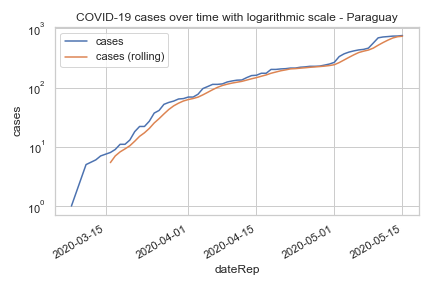 COVID-19 cases over time with logarithmic scale - Paraguay
cases
cases (rolling)
10³
10²
10¹
10⁰
cases
2020-03-15
2020-04-01
2020-04-15
2020-05-01
2020-05-15
dateRep